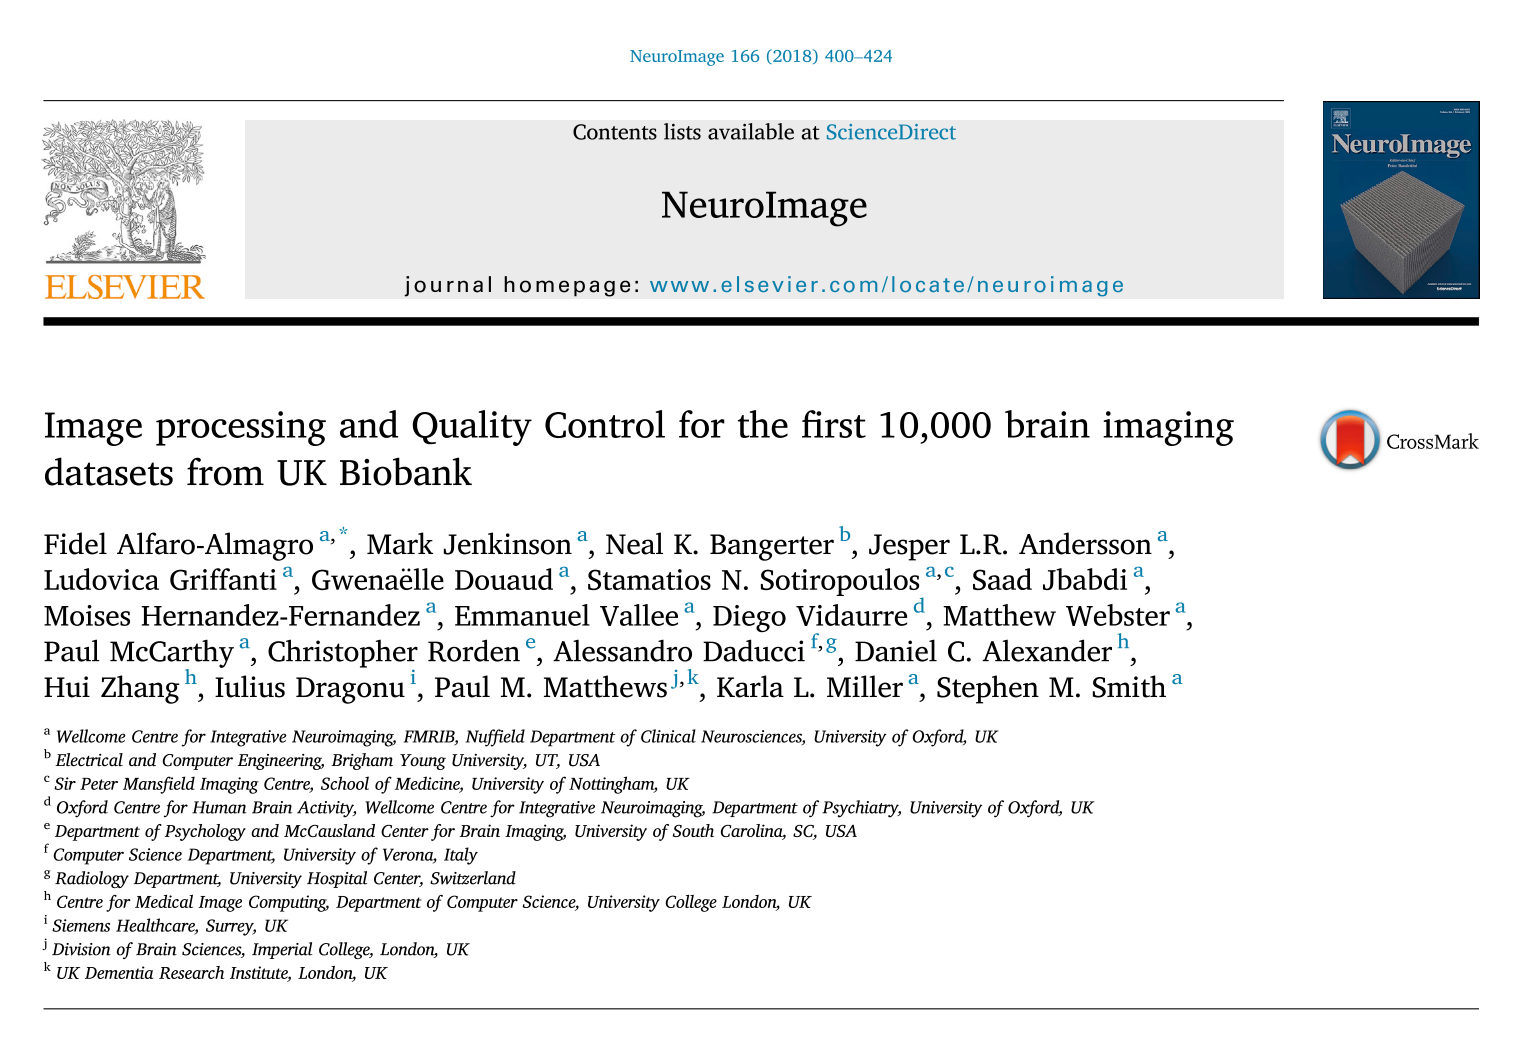 NeuroImage 166 (2018) 400–424
Contents lists available at ScienceDirect
NeuroImage
journal homepage: www.elsevier.com/locate/neuroimage
NON SOLUS
ELSEVIER
NeuroImage
ScienceDirect
Image processing and Quality Control for the first 10,000 brain imaging
datasets from UK Biobank
CrossMark
Fidel Alfaro-Almagro a,*, Mark Jenkinson a, Neal K. Bangerter b, Jesper L.R. Andersson a,
Ludovica Griffanti a, Gwenaëlle Douaud a, Stamatios N. Sotiropoulos a,c, Saad Jbabdi a,
Moises Hernandez-Fernandez a, Emmanuel Vallee a, Diego Vidaurre d, Matthew Webster a,
Paul McCarthy a, Christopher Rorden e, Alessandro Daducci f,g, Daniel C. Alexander h,
Hui Zhang h, Iulius Dragonu i, Paul M. Matthews j,k, Karla L. Miller a, Stephen M. Smith a
a Wellcome Centre for Integrative Neuroimaging, FMRIB, Nuffield Department of Clinical Neurosciences, University of Oxford, UK
b Electrical and Computer Engineering, Brigham Young University, UT, USA
c Sir Peter Mansfield Imaging Centre, School of Medicine, University of Nottingham, UK
d Oxford Centre for Human Brain Activity, Wellcome Centre for Integrative Neuroimaging, Department of Psychiatry, University of Oxford, UK
e Department of Psychology and McCausland Center for Brain Imaging, University of South Carolina, SC, USA
f Computer Science Department, University of Verona, Italy
g Radiology Department, University Hospital Center, Switzerland
h Centre for Medical Image Computing, Department of Computer Science, University College London, UK
i Siemens Healthcare, Surrey, UK
j Division of Brain Sciences, Imperial College, London, UK
k UK Dementia Research Institute, London, UK